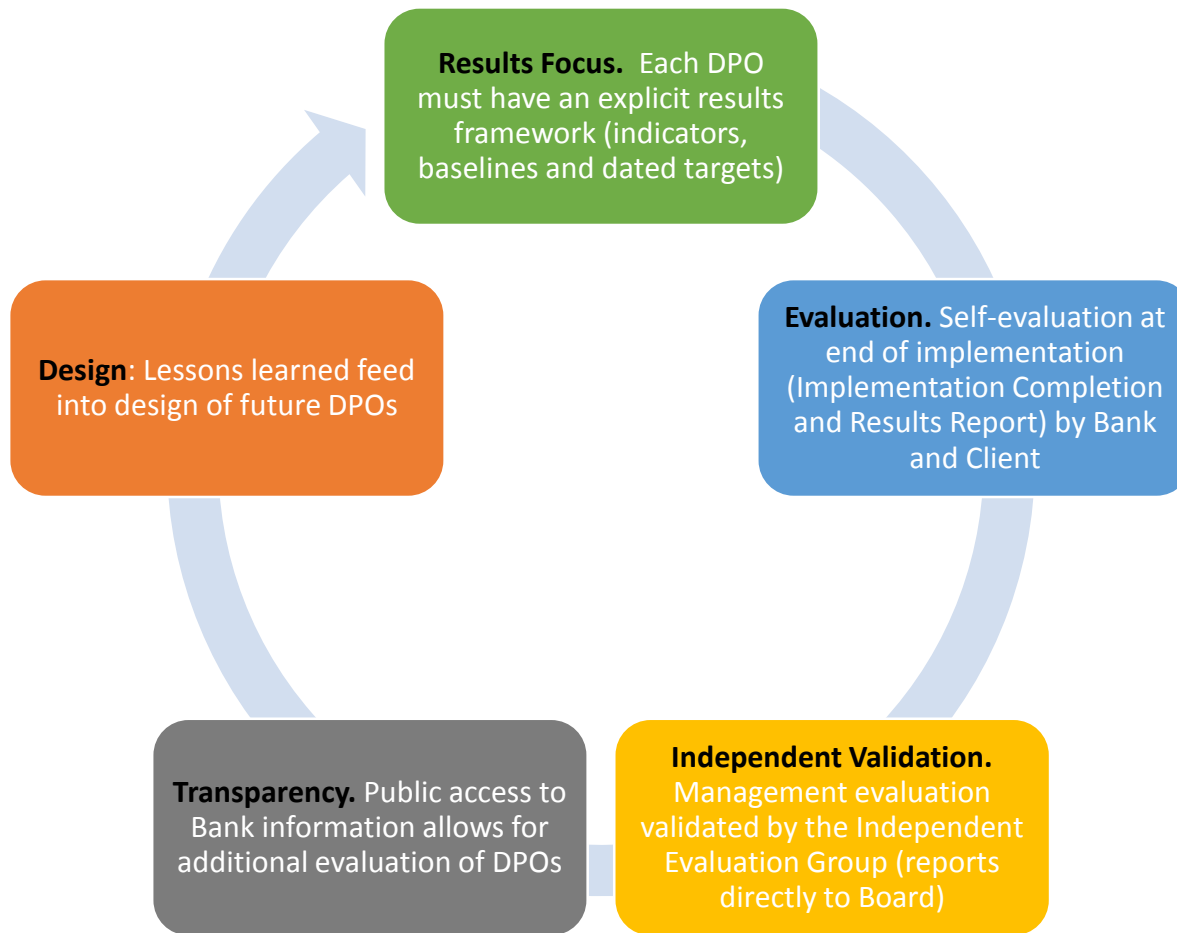 Results Focus. Each DPO
must have an explicit results
framework (indicators,
baselines and dated targets)
Evaluation. Self-evaluation at
end of implementation
(Implementation Completion
and Results Report) by Bank
and Client
Independent Validation.
Management evaluation
validated by the Independent
Evaluation Group (reports
directly to Board)
Transparency. Public access to
Bank information allows for
additional evaluation of DPOs
Design: Lessons learned feed
into design of future DPOs